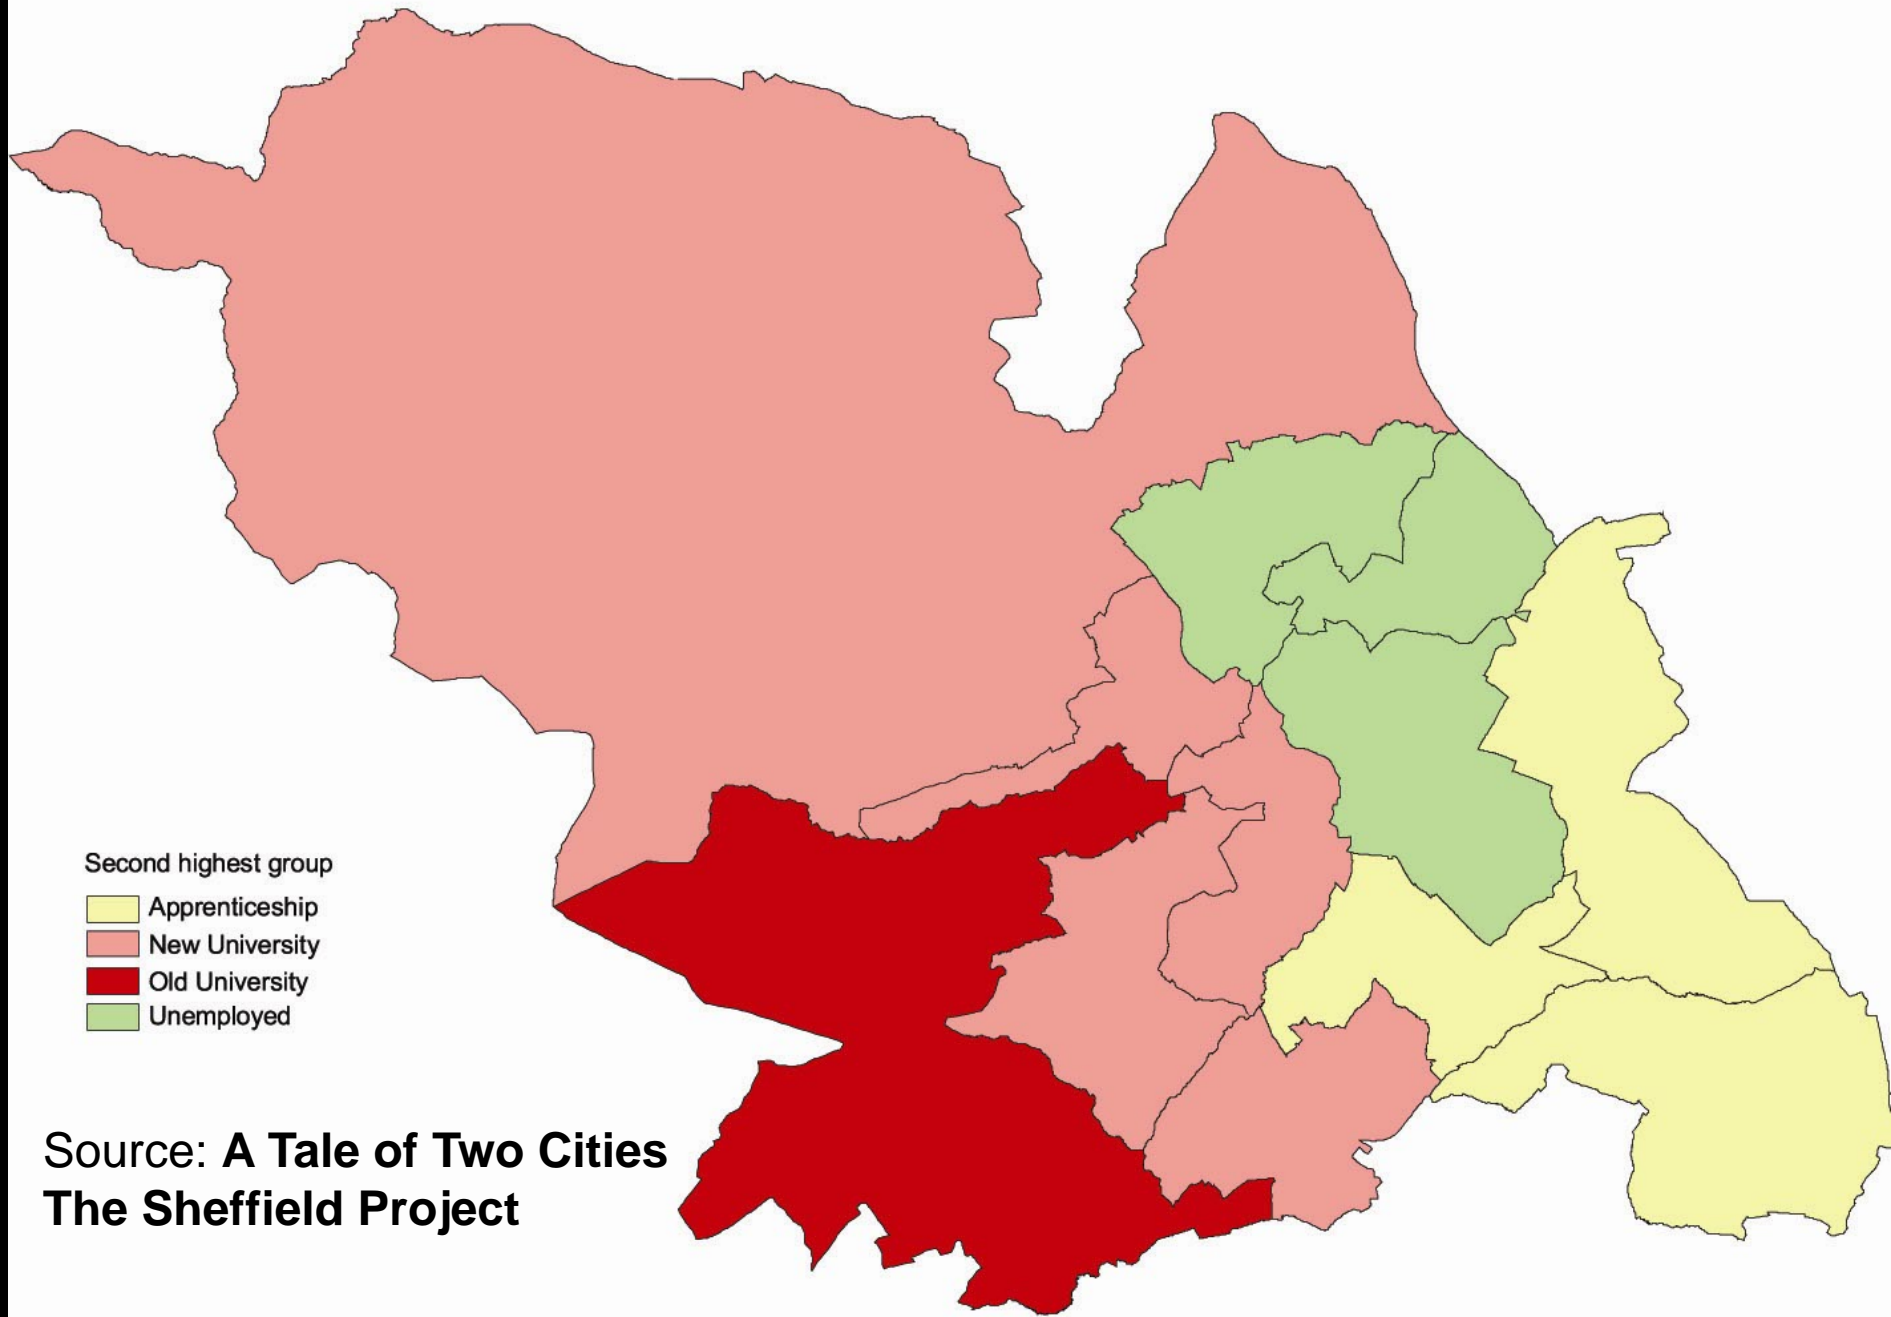 Second highest group
Apprenticeship
New University
Old University
Unemployed
Source: A Tale of Two Cities
The Sheffield Project